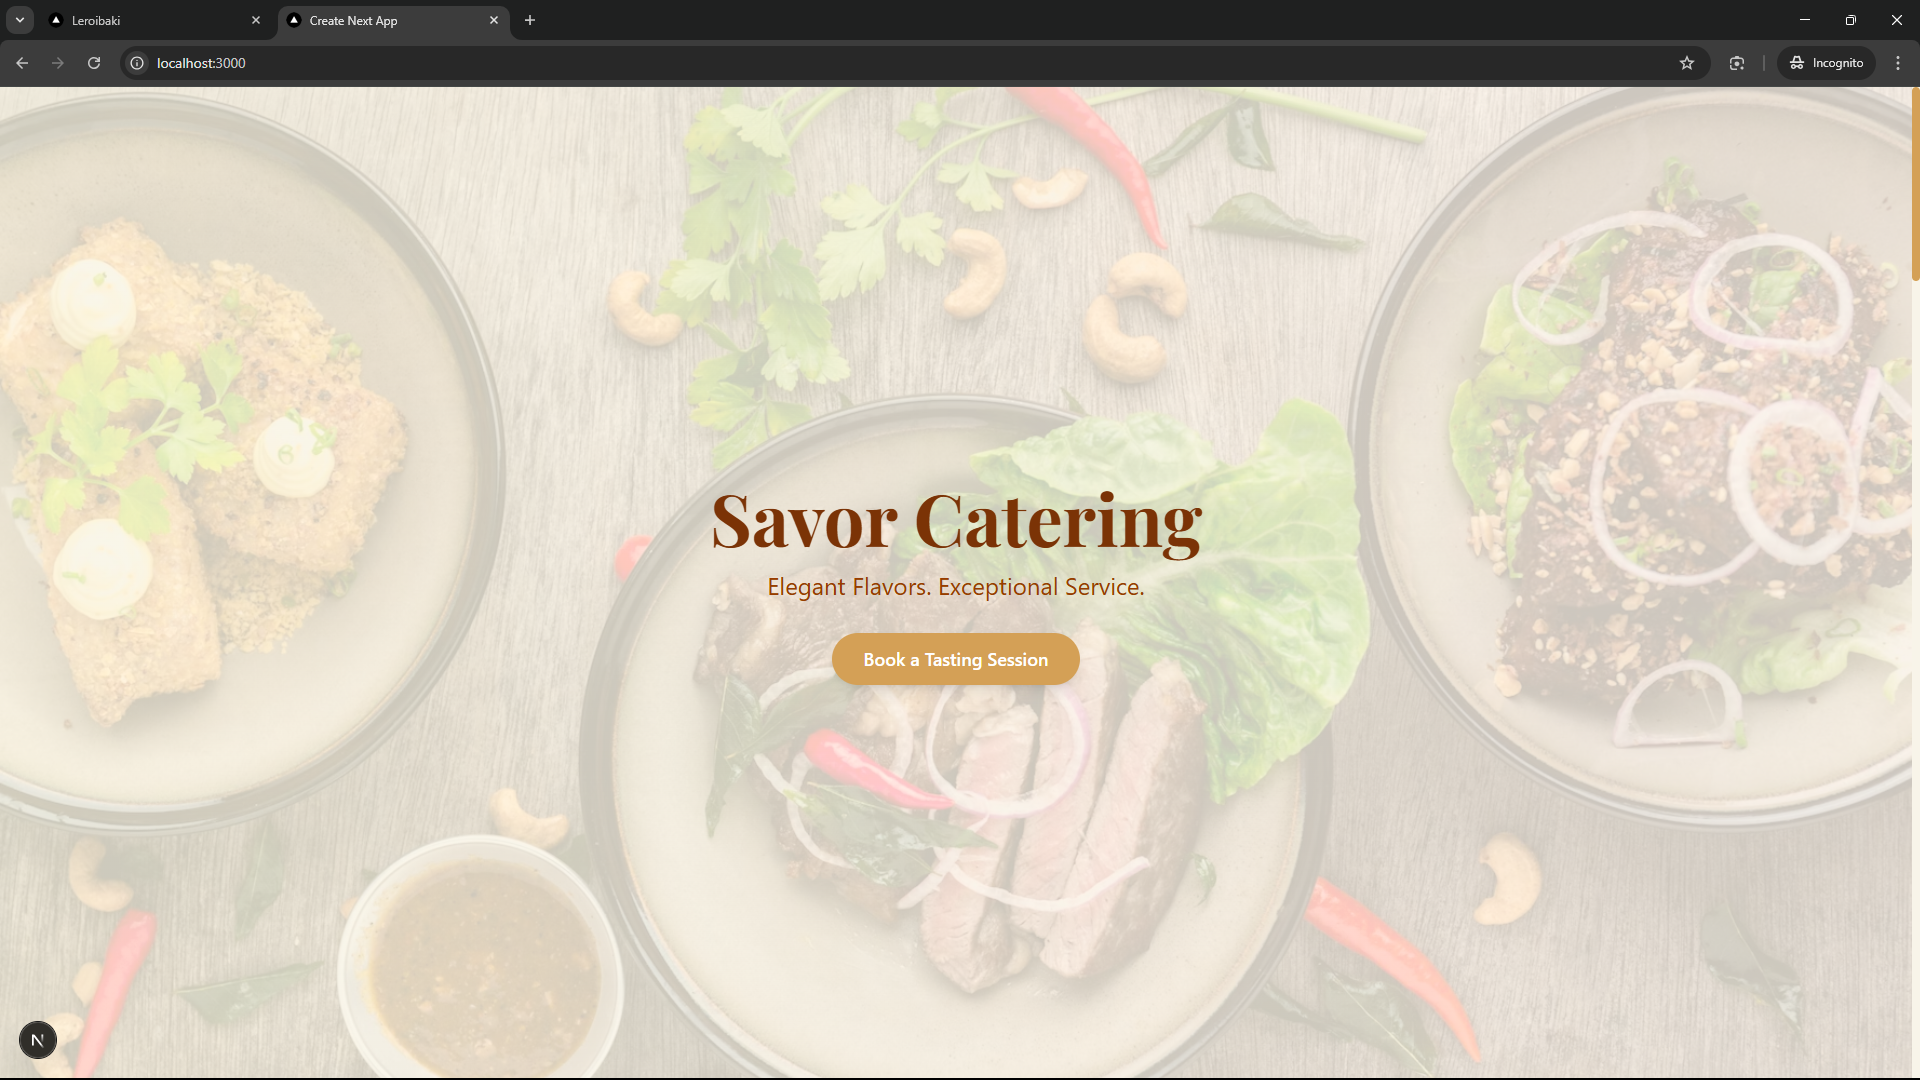 Leroibaki
Create Next App
localhost:3000
Incognito
Savor Catering
Elegant Flavors. Exceptional Service.
Book a Tasting Session
N